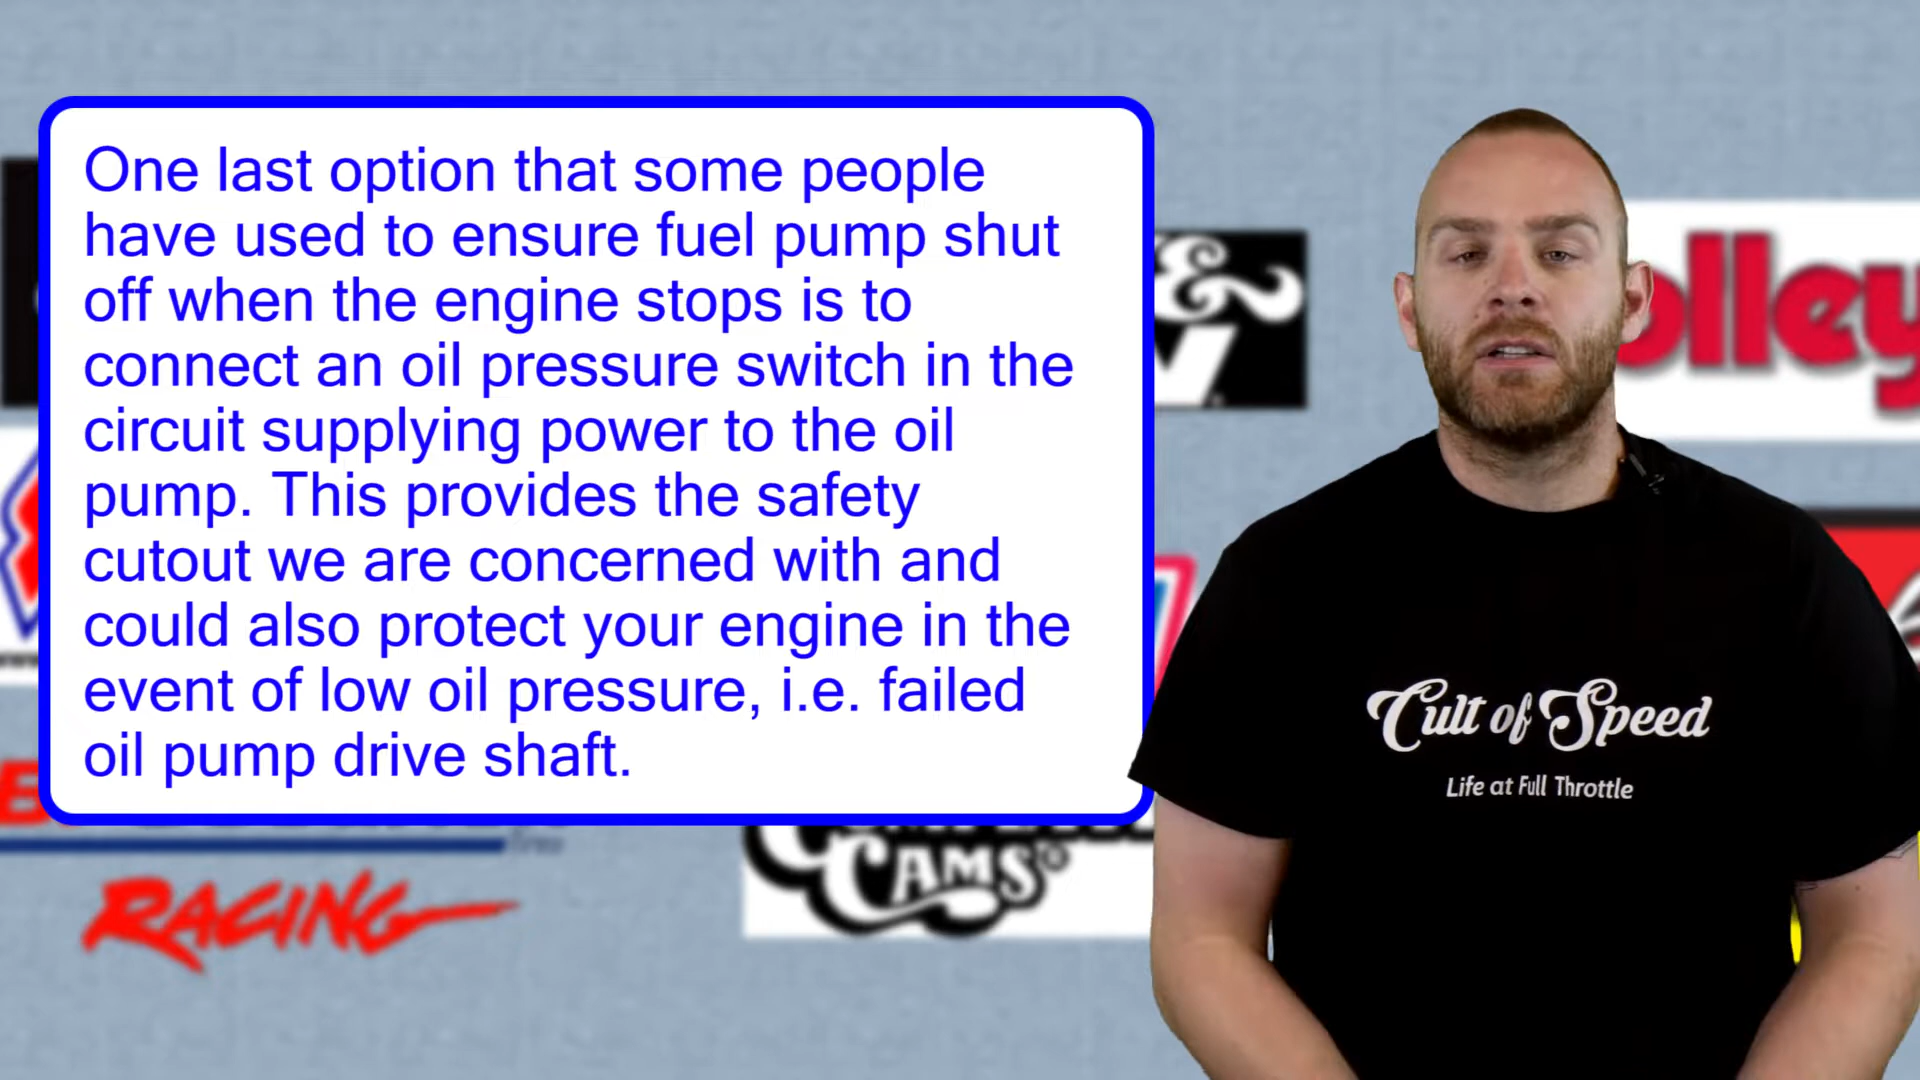 One last option that some people
have used to ensure fuel pump shut
off when the engine stops is to
connect an oil pressure switch in the
circuit supplying power to the oil
pump. This provides the safety
cutout we are concerned with and
could also protect your engine in the
event of low oil pressure, i.e. failed
oil pump drive shaft.
olley
Cult of Speed
Life at Full Throttle
CAMS
RACING